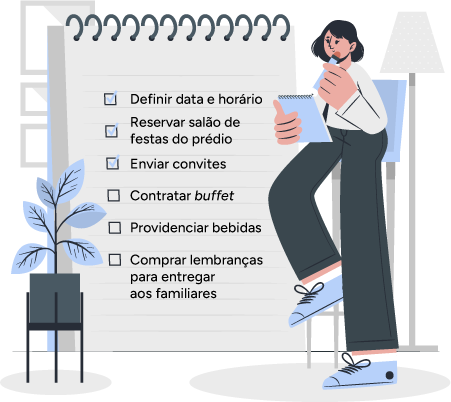 Definir data e horário
Reservar salão de
festas do prédio
Enviar convites
Contratar buffet
Providenciar bebidas
Comprar lembranças
para entregar
aos familiares